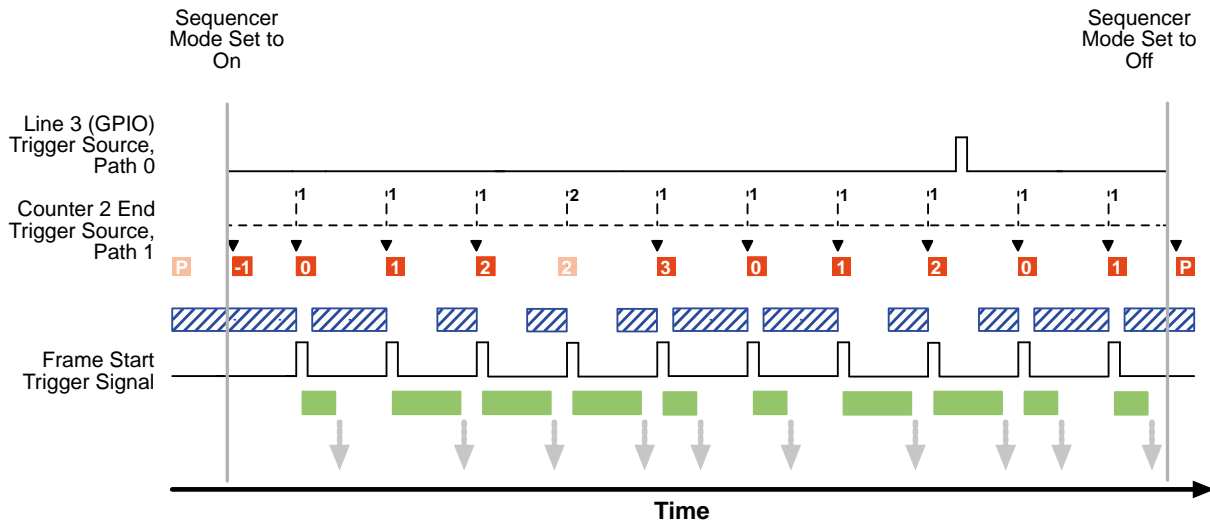 Sequencer
Mode Set to
On
Sequencer
Mode Set to
Off
Line 3 (GPIO)
Trigger Source,
Path 0
1 1 1 2 1 1 1 1 1 1
Counter 2 End
Trigger Source,
Path 1
P -1 0 1 2 2 3 0 1 2 0 1 P
Frame Start
Trigger Signal
Time